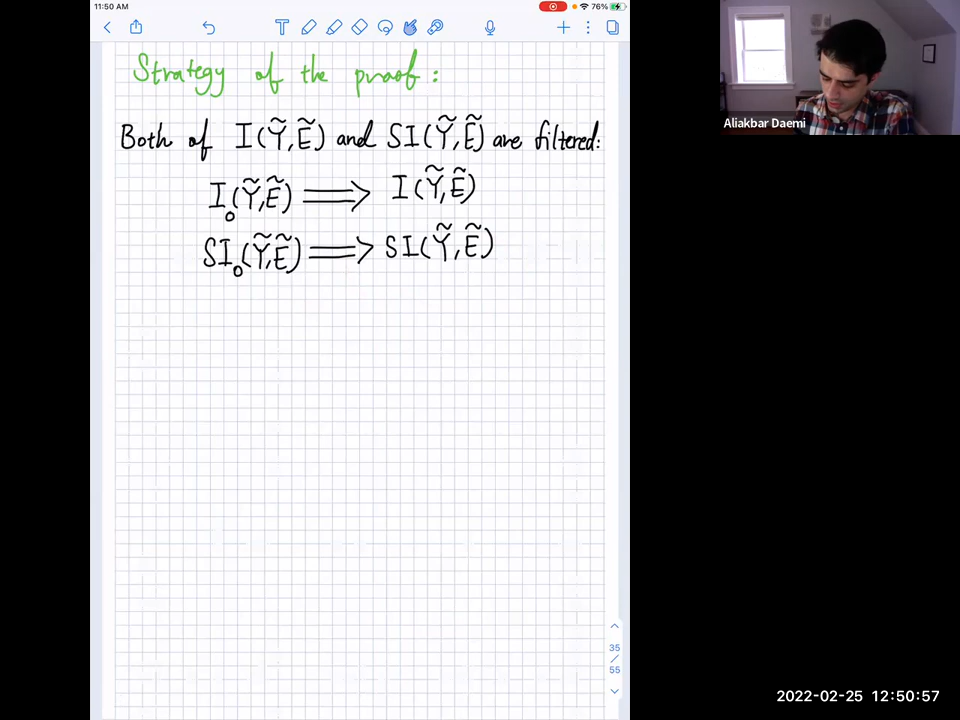 11:50 AM
76%
Strategy of the proof:
Both of I(Ỹ,Ẽ) and SI(Ỹ,Ẽ) are filtered:
I₀(Ỹ,Ẽ) ⟹ I(Ỹ,Ẽ)
SI₀(Ỹ,Ẽ) ⟹ SI(Ỹ,Ẽ)
35
/
55
Aliakbar Daemi
2022-02-25 12:50:57